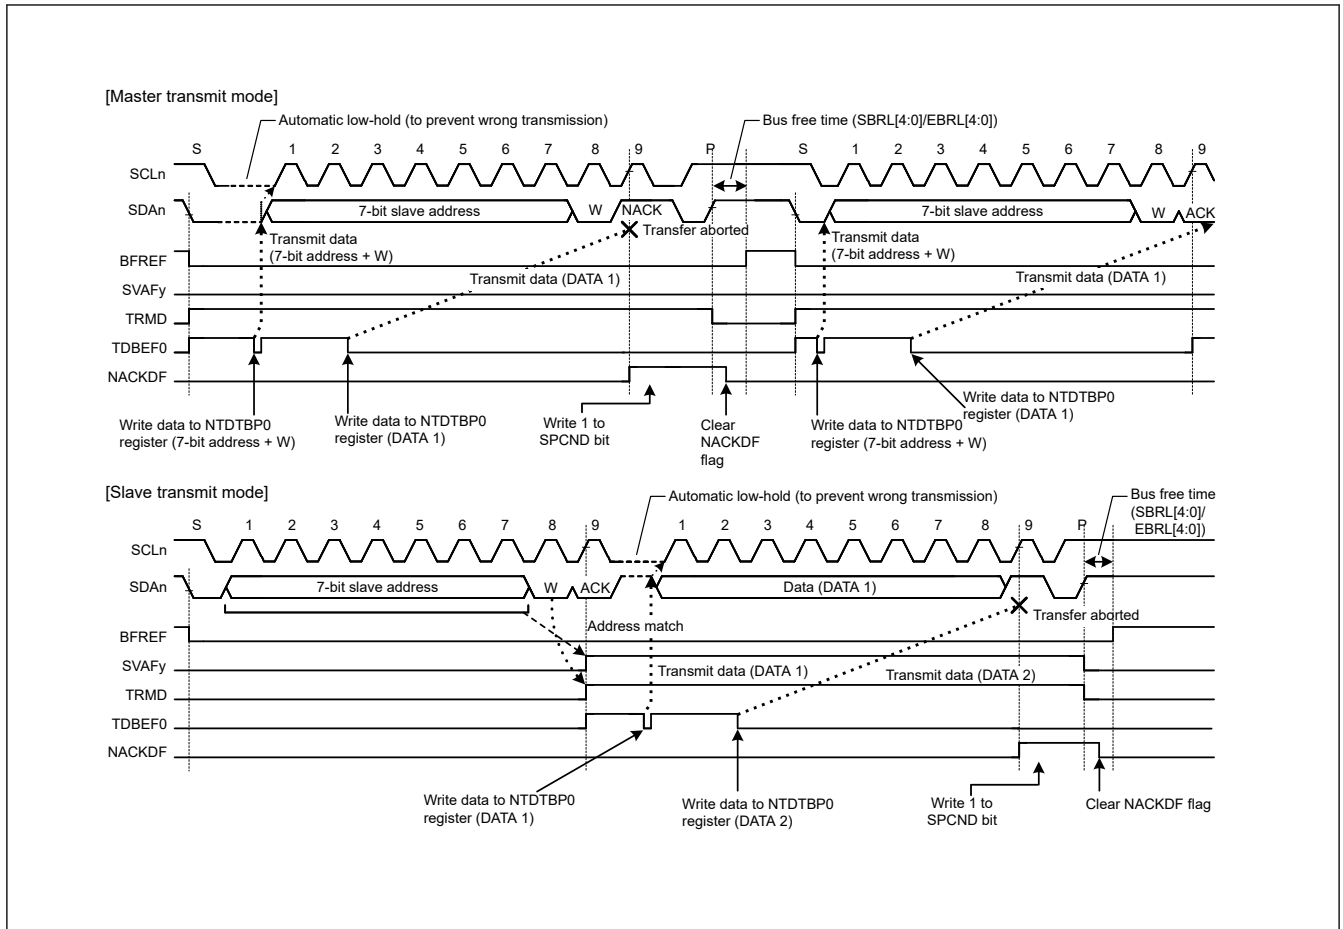 [Master transmit mode]
Automatic low-hold (to prevent wrong transmission)
Bus free time (SBRL[4:0]/EBRL[4:0])
S 1 2 3 4 5 6 7 8 9 P S 1 2 3 4 5 6 7 8 9
SCLn
SDAn 7-bit slave address W NACK 7-bit slave address W ACK
Transfer aborted
Transmit data
(7-bit address + W)
Transmit data
(7-bit address + W)
BFREF
Transmit data (DATA 1)
Transmit data (DATA 1)
SVAFy
TRMD
TDBEF0
NACKDF
Write data to NTDTBP0
register (7-bit address + W)
Write data to NTDTBP0
register (DATA 1)
Write 1 to
SPCND bit
Clear
NACKDF
flag
Write data to NTDTBP0
register (7-bit address + W)
Write data to NTDTBP0
register (DATA 1)
[Slave transmit mode]
Automatic low-hold (to prevent wrong transmission)
Bus free time
(SBRL[4:0]/
EBRL[4:0])
S 1 2 3 4 5 6 7 8 9 1 2 3 4 5 6 7 8 9 P
SCLn
SDAn 7-bit slave address W ACK Data (DATA 1)
Transfer aborted
Address match
BFREF
SVAFy
Transmit data (DATA 1)
Transmit data (DATA 2)
TRMD
TDBEF0
NACKDF
Write data to NTDTBP0
register (DATA 1)
Write data to NTDTBP0
register (DATA 2)
Write 1 to
SPCND bit
Clear NACKDF flag